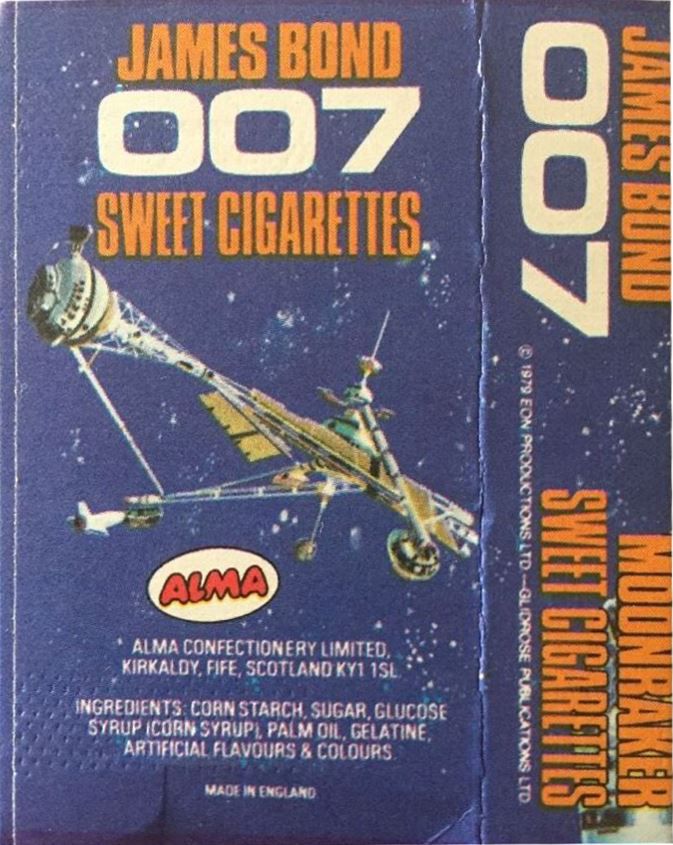 JAMES BOND
007
SWEET CIGARETTES
ALMA
ALMA CONFECTIONERY LIMITED,
KIRKALDY, FIFE, SCOTLAND KY1 1SL
INGREDIENTS: CORN STARCH, SUGAR, GLUCOSE
SYRUP (CORN SYRUP), PALM OIL, GELATINE,
ARTIFICIAL FLAVOURS & COLOURS.
MADE IN ENGLAND
JAMES BOND
007
MOONRAKER
SWEET CIGARETTES
© 1979 EON PRODUCTIONS LTD—GLIDROSE PUBLICATIONS LTD.